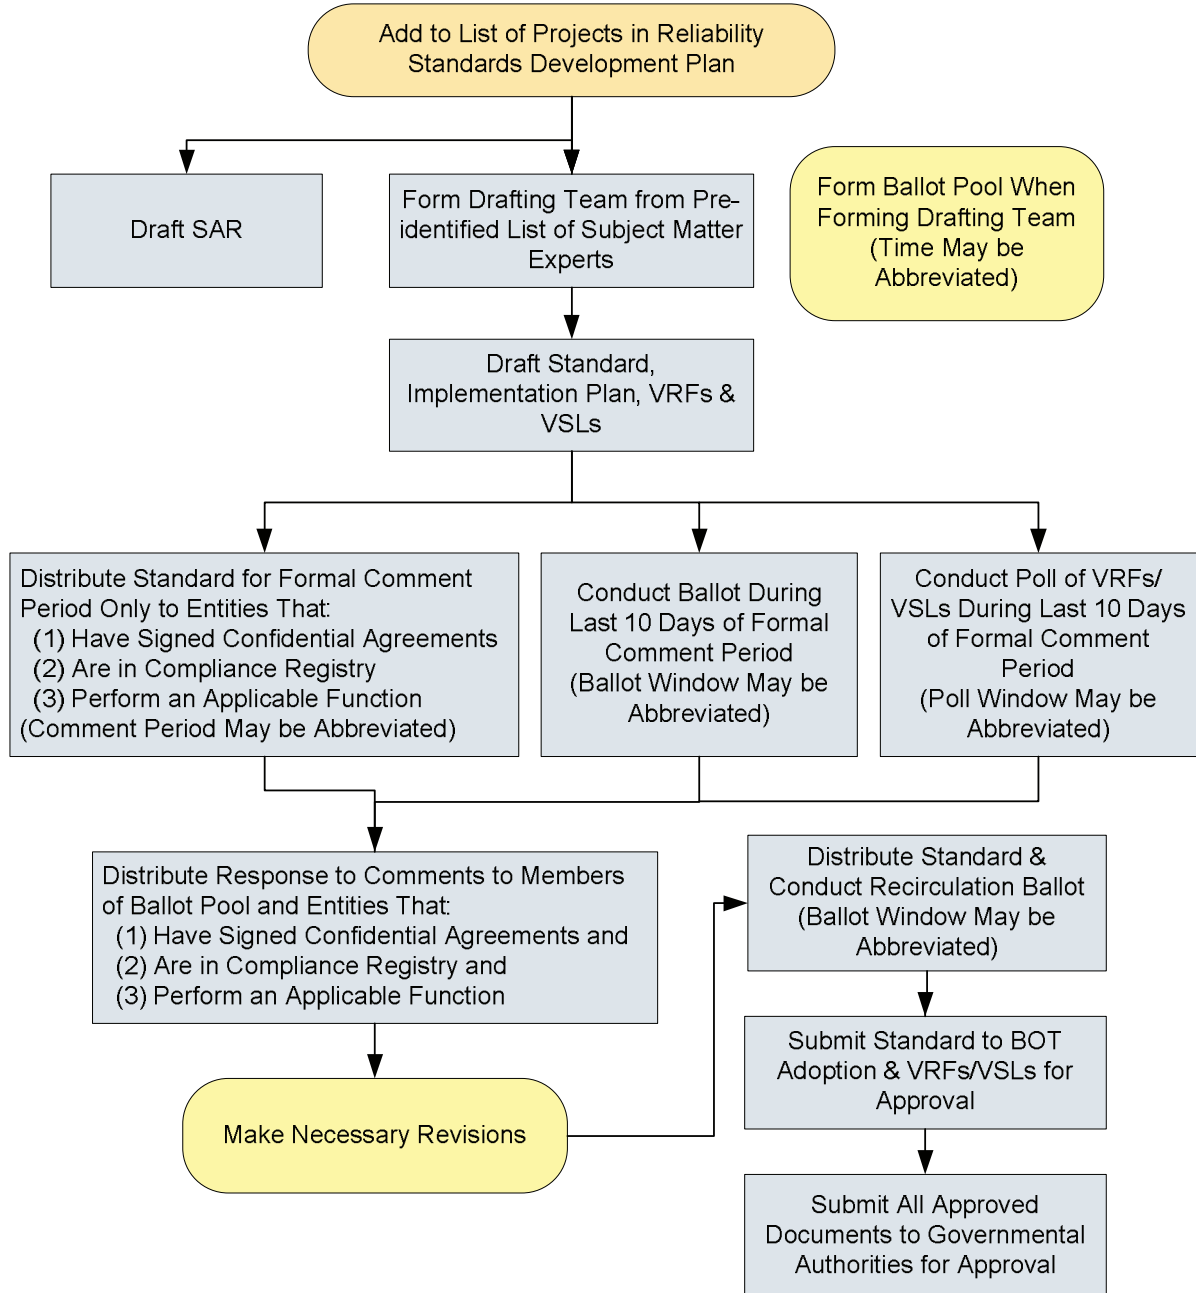 Add to List of Projects in Reliability
Standards Development Plan
Draft SAR
Form Drafting Team from Pre-
identified List of Subject Matter
Experts
Form Ballot Pool When
Forming Drafting Team
(Time May be
Abbreviated)
Draft Standard,
Implementation Plan, VRFs &
VSLs
Distribute Standard for Formal Comment
Period Only to Entities That:
(1) Have Signed Confidential Agreements
(2) Are in Compliance Registry
(3) Perform an Applicable Function
(Comment Period May be Abbreviated)
Conduct Ballot During
Last 10 Days of Formal
Comment Period
(Ballot Window May be
Abbreviated)
Conduct Poll of VRFs/
VSLs During Last 10 Days
of Formal Comment
Period
(Poll Window May be
Abbreviated)
Distribute Response to Comments to Members
of Ballot Pool and Entities That:
(1) Have Signed Confidential Agreements and
(2) Are in Compliance Registry and
(3) Perform an Applicable Function
Make Necessary Revisions
Distribute Standard &
Conduct Recirculation Ballot
(Ballot Window May be
Abbreviated)
Submit Standard to BOT
Adoption & VRFs/VSLs for
Approval
Submit All Approved
Documents to Governmental
Authorities for Approval